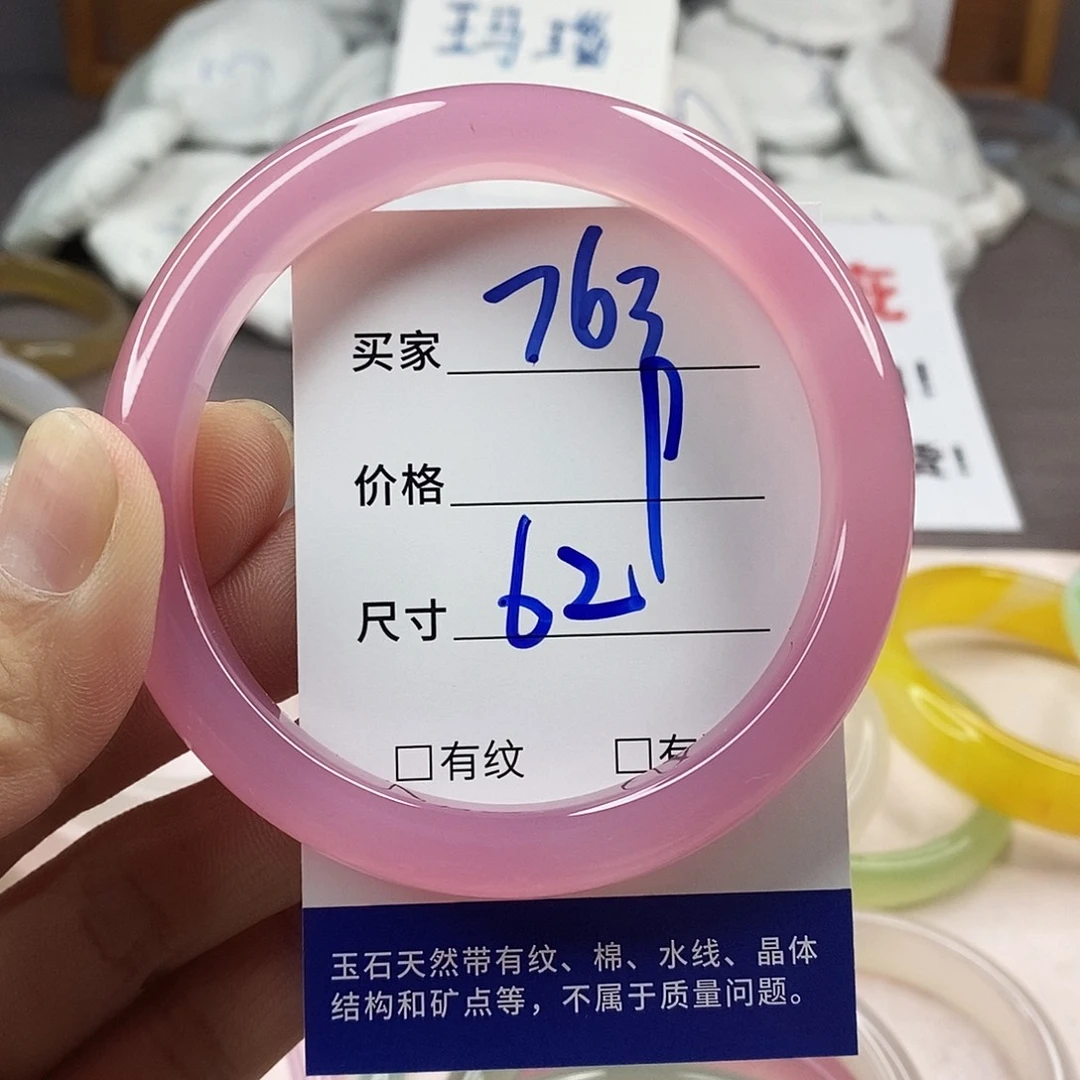 玛瑙
买家 763
价格
尺寸 62
□有纹 □有
玉石天然带有纹、棉、水线、晶体
结构和矿点等，不属于质量问题。